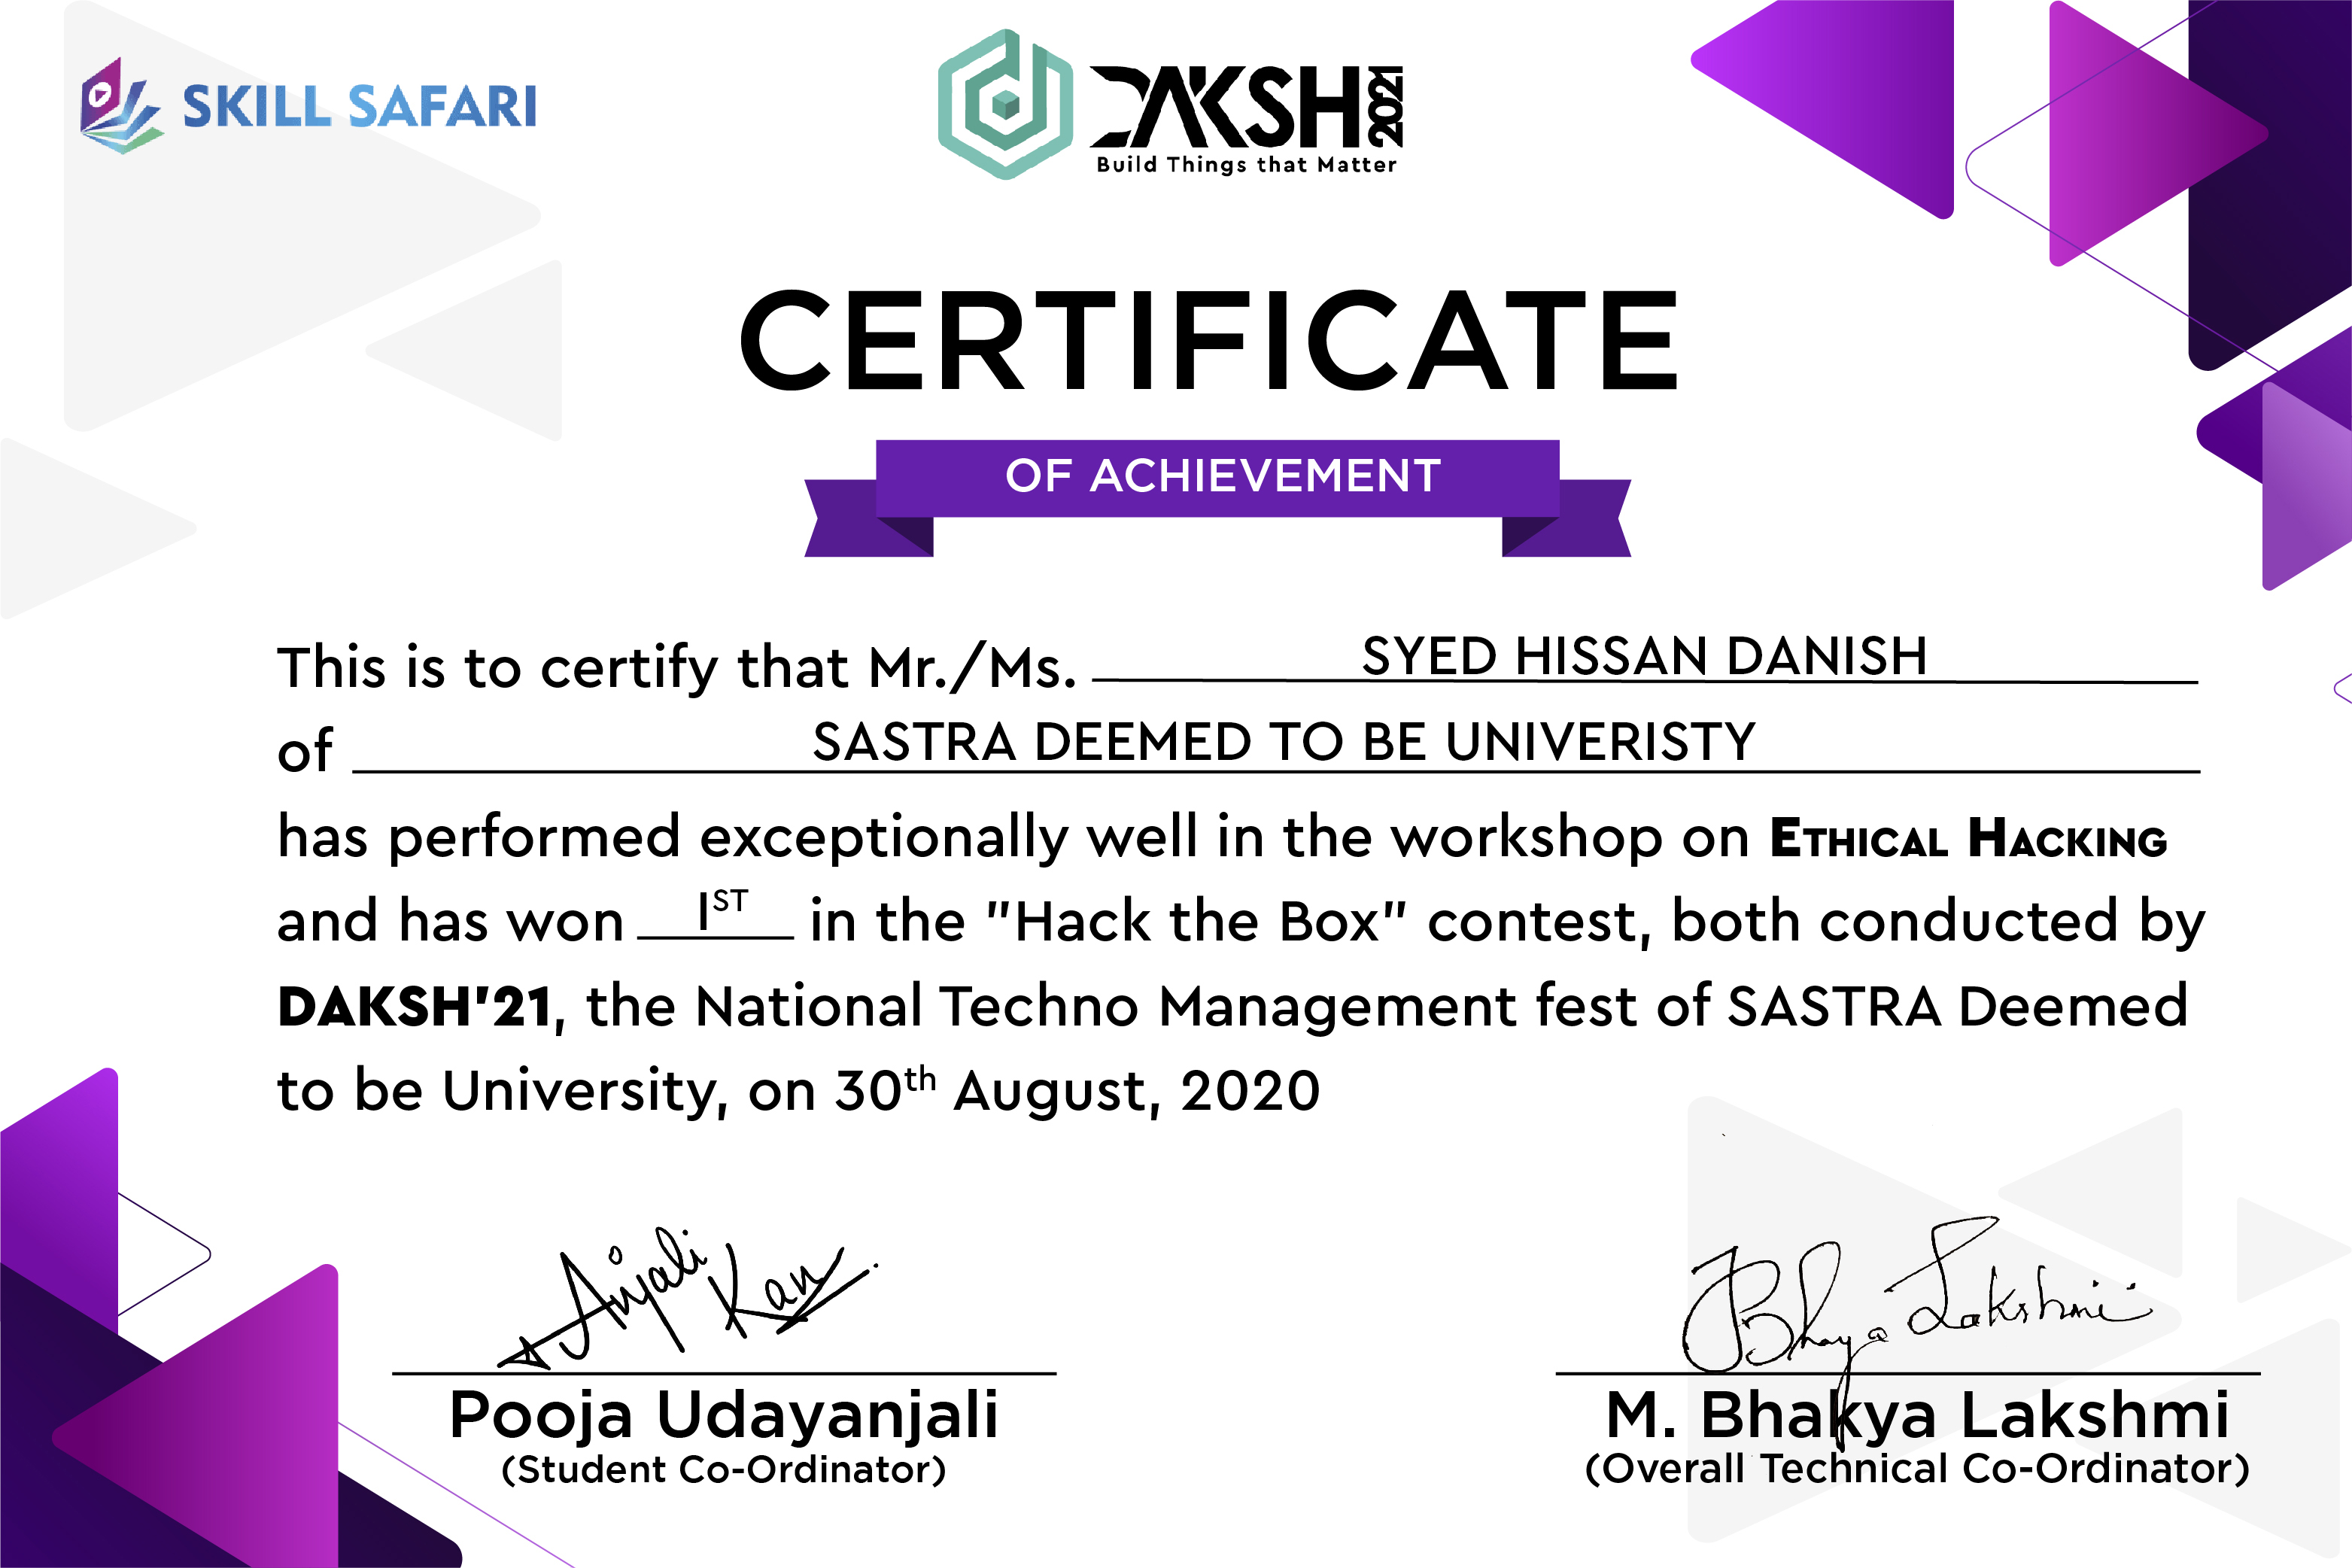 SKILL SAFARI
DAKSH 2021
Build Things that Matter
CERTIFICATE
OF ACHIEVEMENT
This is to certify that Mr./Ms. SYED HISSAN DANISH
of SASTRA DEEMED TO BE UNIVERISTY
has performed exceptionally well in the workshop on ETHICAL HACKING
and has won 1ST in the "Hack the Box" contest, both conducted by
DAKSH'21, the National Techno Management fest of SASTRA Deemed
to be University, on 30th August, 2020
Anjali Kan
Bhagya Lakshmi
Pooja Udayanjali
M. Bhakya Lakshmi
(Student Co-Ordinator)
(Overall Technical Co-Ordinator)